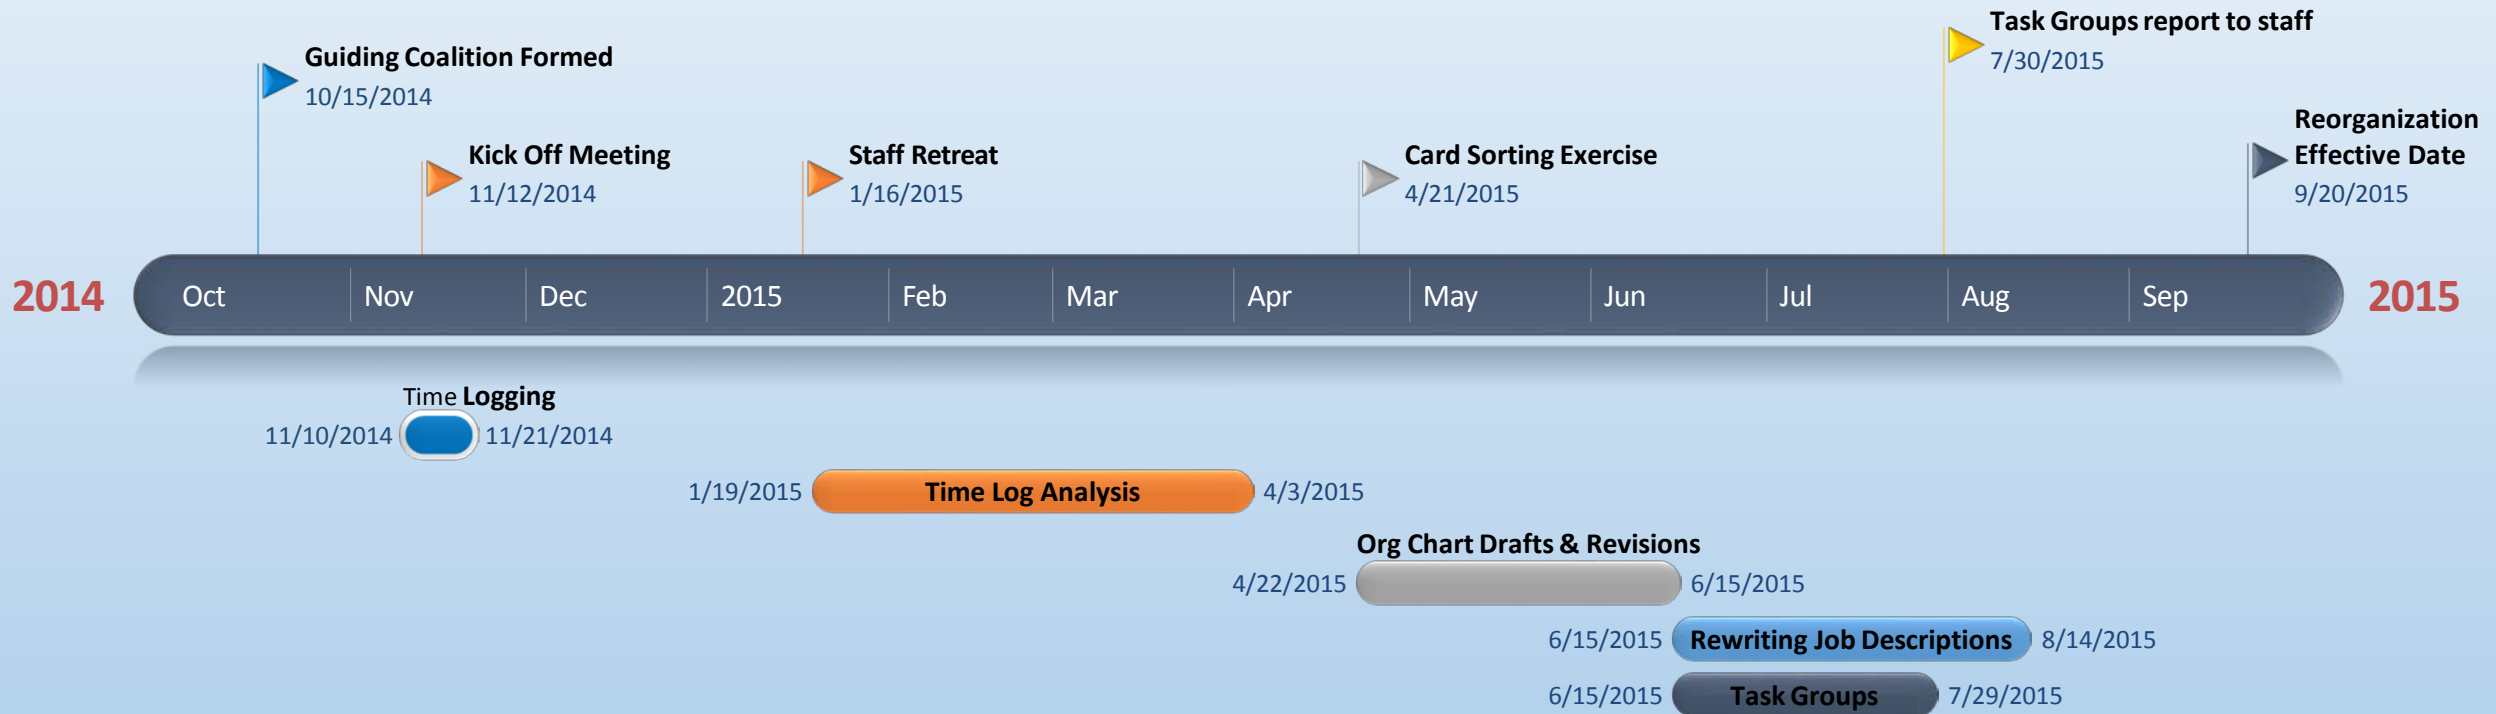 Task Groups report to staff
7/30/2015
Guiding Coalition Formed
10/15/2014
Reorganization
Effective Date
9/20/2015
Kick Off Meeting
11/12/2014
Staff Retreat
1/16/2015
Card Sorting Exercise
4/21/2015
2014 Oct Nov Dec 2015 Feb Mar Apr May Jun Jul Aug Sep 2015
Time Logging
11/10/2014 11/21/2014
1/19/2015 Time Log Analysis 4/3/2015
Org Chart Drafts & Revisions
4/22/2015 6/15/2015
6/15/2015 Rewriting Job Descriptions 8/14/2015
6/15/2015 Task Groups 7/29/2015